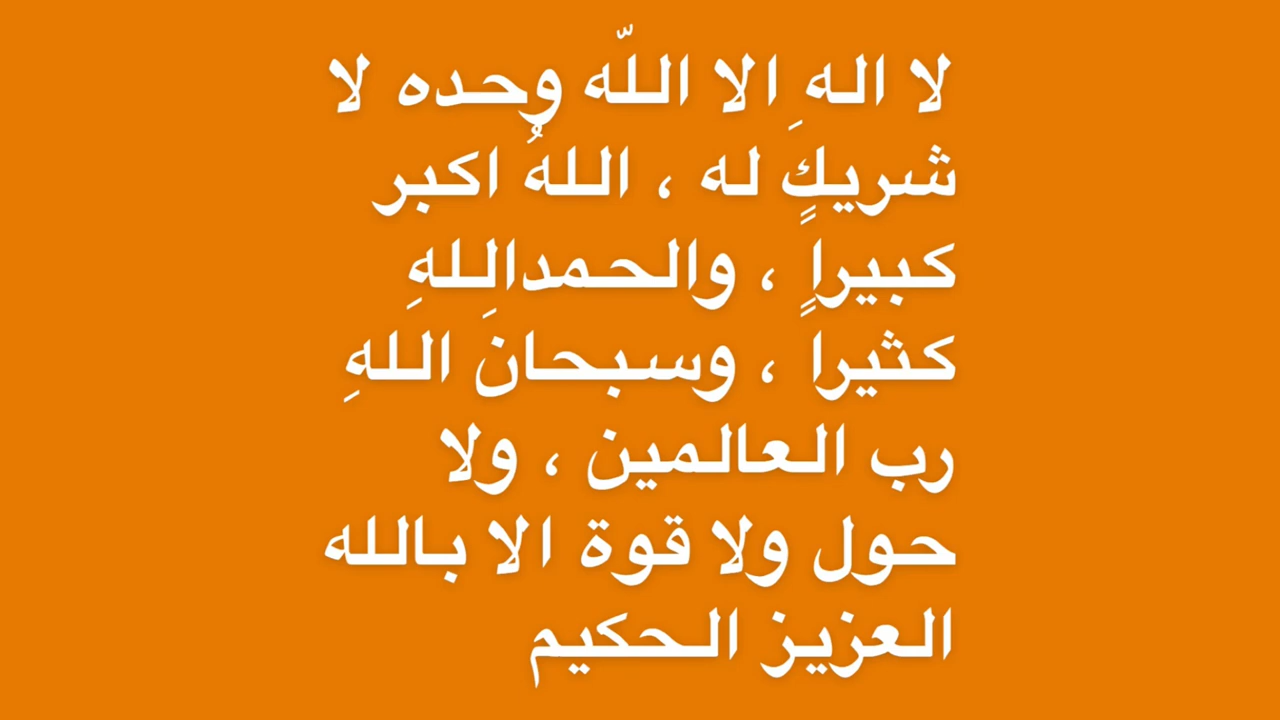 لا اله اِلا اللّه وحده لا
شريكٍ له ، اللهُ اكبر
كبيراٍ ، والحمدالِلهِ
كثيرا ، وسبحان اللهِ
رب العالمين ، ولا
حول ولا قوة الا بالله
العزيز الحكيم